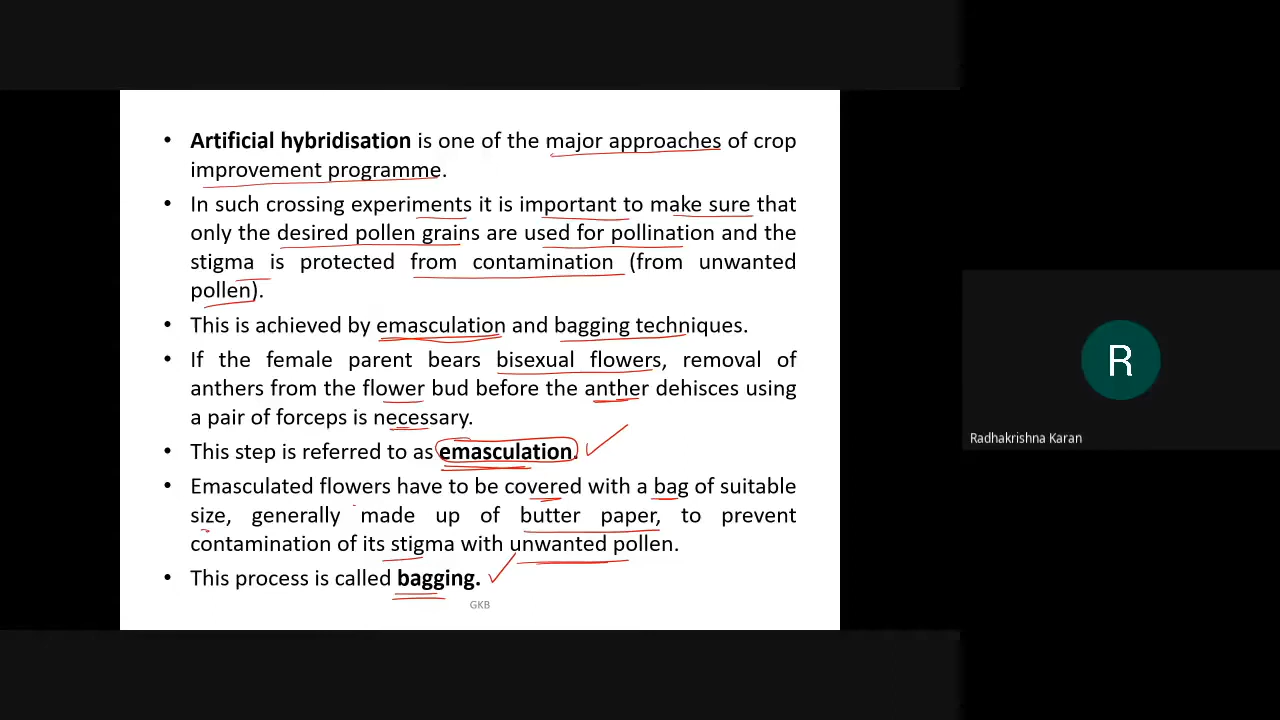 • Artificial hybridisation is one of the major approaches of crop
improvement programme.
• In such crossing experiments it is important to make sure that
only the desired pollen grains are used for pollination and the
stigma is protected from contamination (from unwanted
pollen).
• This is achieved by emasculation and bagging techniques.
• If the female parent bears bisexual flowers, removal of
anthers from the flower bud before the anther dehisces using
a pair of forceps is necessary.
• This step is referred to as emasculation.
• Emasculated flowers have to be covered with a bag of suitable
size, generally made up of butter paper, to prevent
contamination of its stigma with unwanted pollen.
• This process is called bagging.
GKB
R
Radhakrishna Karan